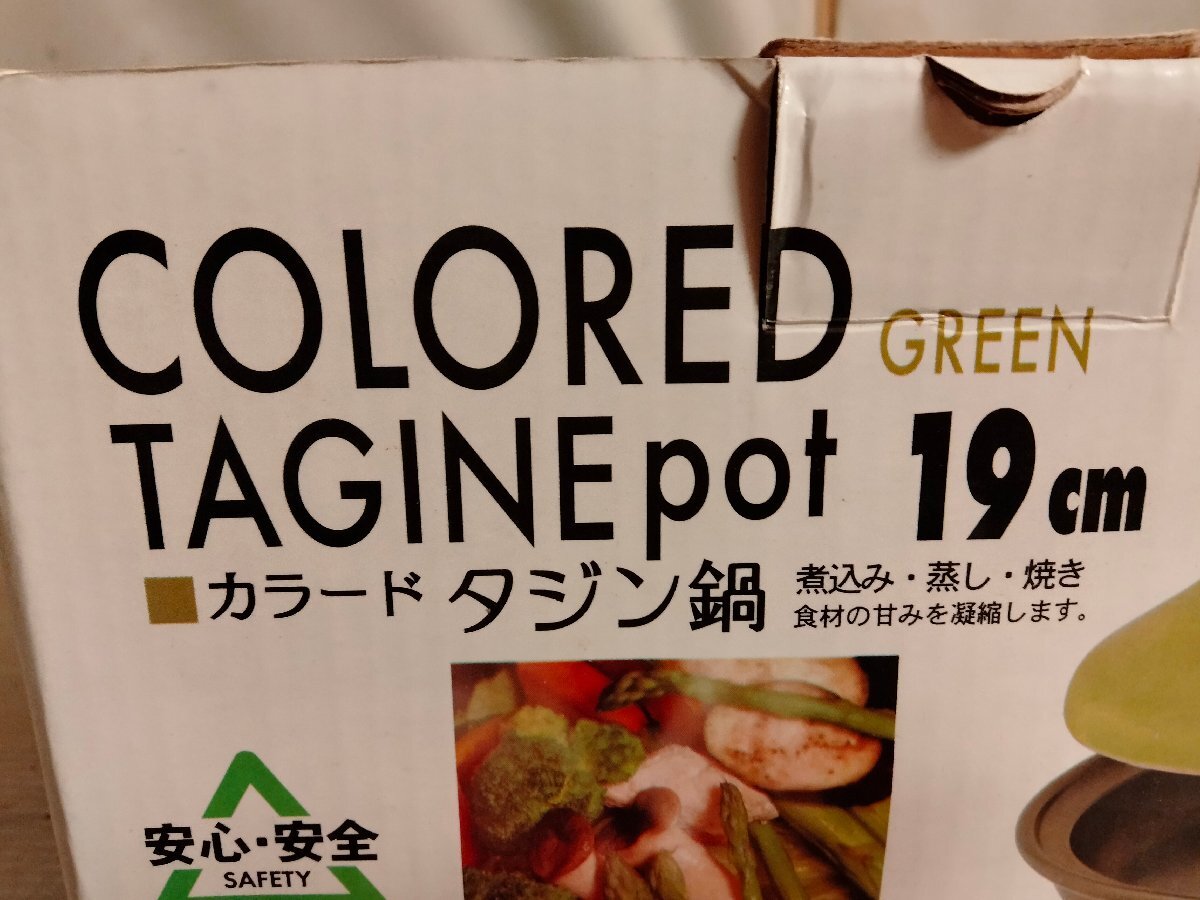 COLORED GREEN
TAGINE pot 19cm
カラード タジン鍋
煮込み・蒸し・焼き
食材の甘みを凝縮します。
安心・安全
SAFETY